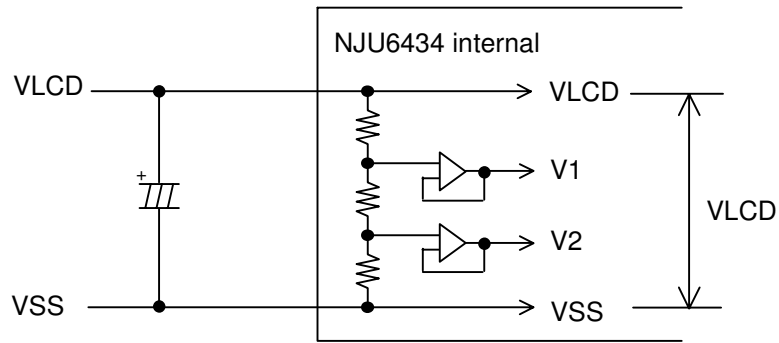 NJU6434 internal
VLCD
VLCD
+
V1
VLCD
V2
VSS
VSS